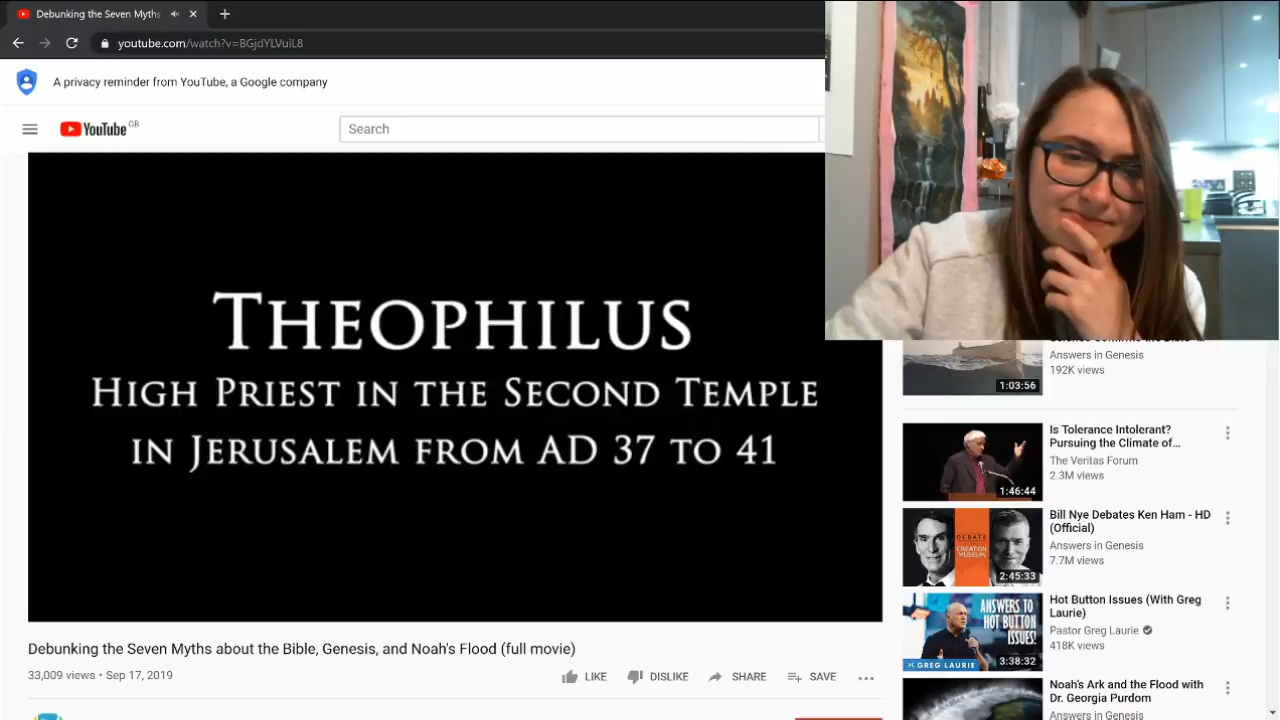 Debunking the Seven Myths
youtube.com/watch?v=BGjdYLVuiL8
A privacy reminder from YouTube, a Google company
YouTube GB
Search
THEOPHILUS
HIGH PRIEST IN THE SECOND TEMPLE
IN JERUSALEM FROM AD 37 TO 41
Debunking the Seven Myths about the Bible, Genesis, and Noah's Flood (full movie)
33,009 views • Sep 17, 2019
LIKE
DISLIKE
SHARE
SAVE
Answers in Genesis
192K views
1:03:56
Is Tolerance Intolerant?
Pursuing the Climate of...
The Veritas Forum
2.3M views
1:46:44
Bill Nye Debates Ken Ham - HD
(Official)
Answers in Genesis
7.7M views
DEBATE
CREATION
MUSEUM
2:45:33
Hot Button Issues (With Greg
Laurie)
Pastor Greg Laurie
418K views
ANSWERS TO
HOT BUTTON
ISSUES!
GREG LAURIE
3:38:32
Noah's Ark and the Flood with
Dr. Georgia Purdom
Answers in Genesis